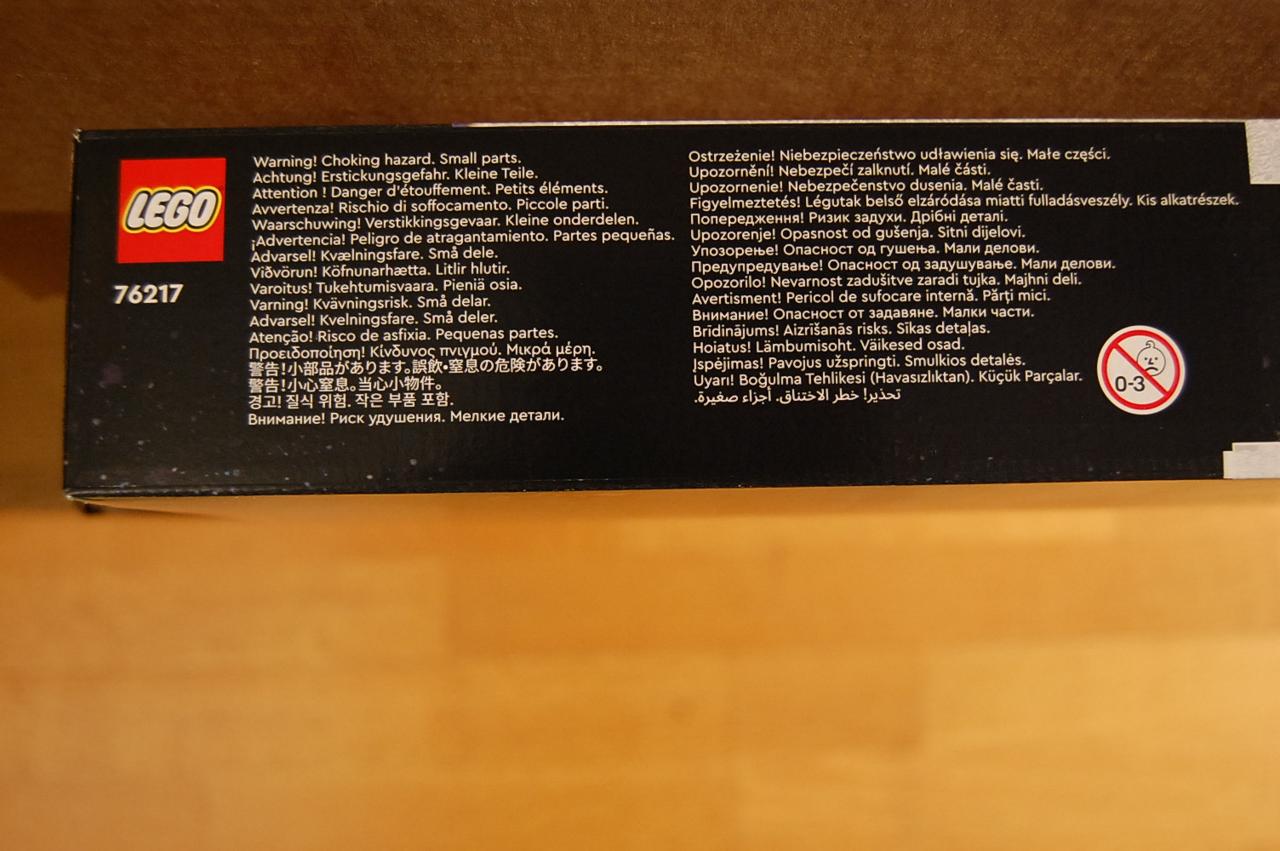 LEGO
76217
Warning! Choking hazard. Small parts.
Achtung! Erstickungsgefahr. Kleine Teile.
Attention ! Danger d'étouffement. Petits éléments.
Avvertenza! Rischio di soffocamento. Piccole parti.
Waarschuwing! Verstikkingsgevaar. Kleine onderdelen.
¡Advertencia! Peligro de atragantamiento. Partes pequeñas.
Advarsel! Kvælningsfare. Små dele.
Viðvörun! Köfnunarhætta. Litlir hlutir.
Varoitus! Tukehtumisvaara. Pieniä osia.
Varning! Kvävningsrisk. Små delar.
Advarsel! Kvelningsfare. Små deler.
Atenção! Risco de asfixia. Pequenas partes.
Προειδοποίηση! Κίνδυνος πνιγμού. Μικρά μέρη.
警告!小部品があります。誤飲•窒息の危険があります。
警告!小心窒息。当心小物件。
경고! 질식 위험. 작은 부품 포함.
Внимание! Риск удушения. Мелкие детали.
Ostrzeżenie! Niebezpieczeństwo udławienia się. Małe części.
Upozornění! Nebezpečí zalknutí. Malé části.
Upozornenie! Nebezpečenstvo dusenia. Malé časti.
Figyelmeztetés! Légutak belső elzáródása miatti fulladásveszély. Kis alkatrészek.
Попередження! Ризик задухи. Дрібні деталі.
Upozorenje! Opasnost od gušenja. Sitni dijelovi.
Упозорење! Опасност од гушења. Мали делови.
Предупредување! Опасност од задушување. Мали делови.
Opozorilo! Nevarnost zadušitve zaradi tujka. Majhni deli.
Avertisment! Pericol de sufocare internă. Părți mici.
Внимание! Опасност от задавяне. Малки части.
Brīdinājums! Aizrīšanās risks. Sīkas detaļas.
Hoiatus! Lämbumisoht. Väikesed osad.
Įspėjimas! Pavojus užspringti. Smulkios detalės.
Uyarı! Boğulma Tehlikesi (Havasızlıktan). Küçük Parçalar.
تحذير! خطر الاختناق. أجزاء صغيرة.
0-3